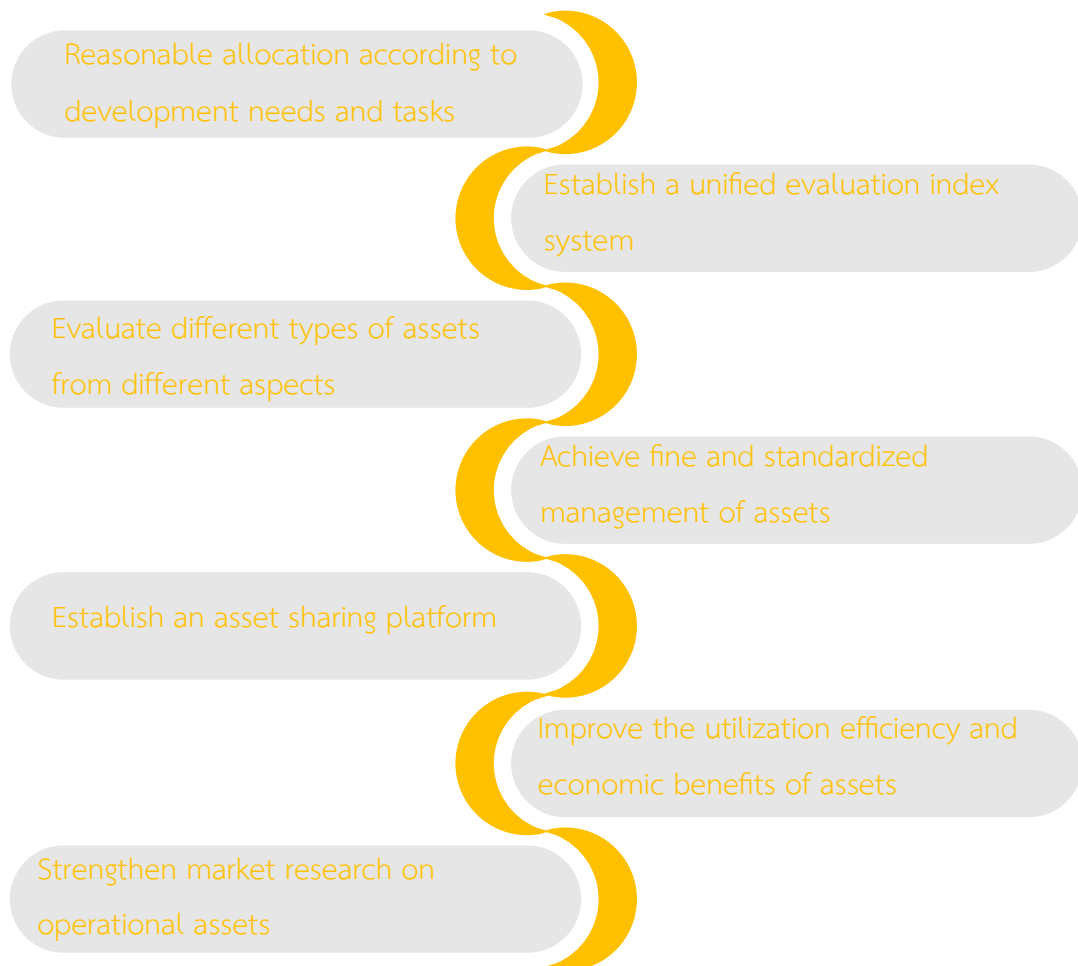 Reasonable allocation according to
development needs and tasks
Establish a unified evaluation index
system
Evaluate different types of assets
from different aspects
Achieve fine and standardized
management of assets
Establish an asset sharing platform
Improve the utilization efficiency and
economic benefits of assets
Strengthen market research on
operational assets